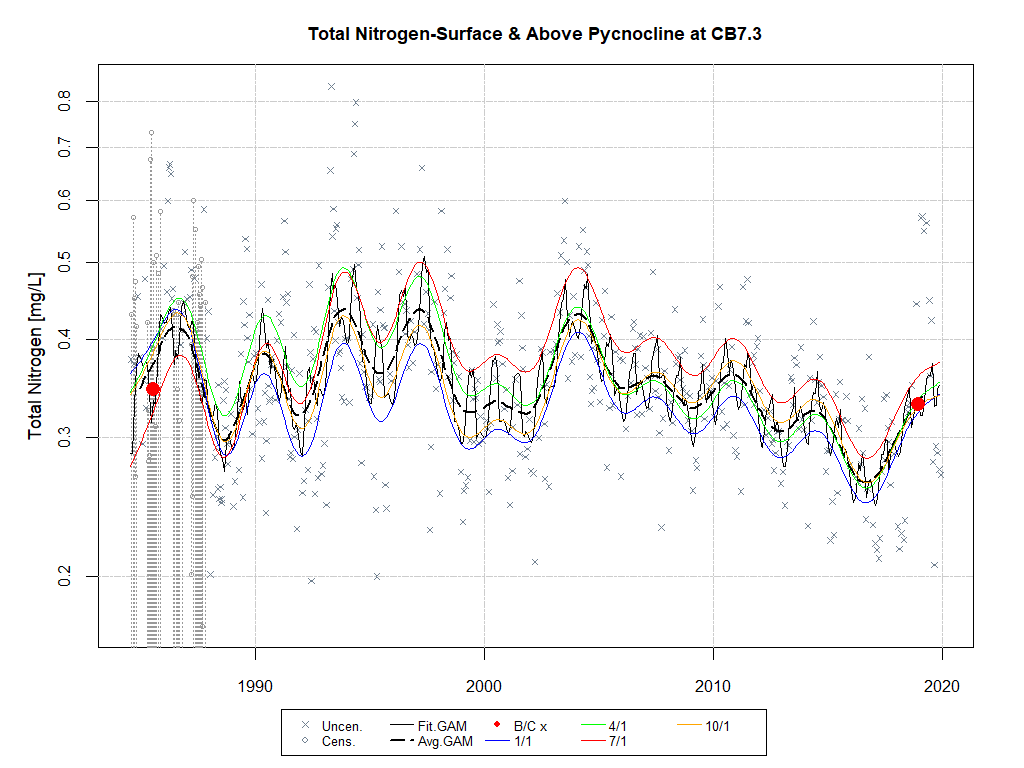 Total Nitrogen-Surface & Above Pycnocline at CB7.3
Total Nitrogen [mg/L]
0.8
0.7
0.6
0.5
0.4
0.3
0.2
1990 2000 2010 2020
Uncen. Fit.GAM B/C x 4/1 10/1
Cens. Avg.GAM 1/1 7/1